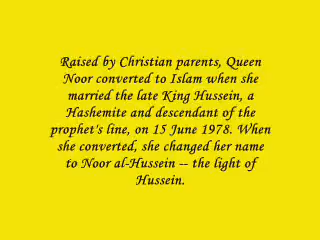 Raised by Christian parents, Queen
Noor converted to Islam when she
married the late King Hussein, a
Hashemite and descendant of the
prophet's line, on 15 June 1978. When
she converted, she changed her name
to Noor al-Hussein -- the light of
Hussein.